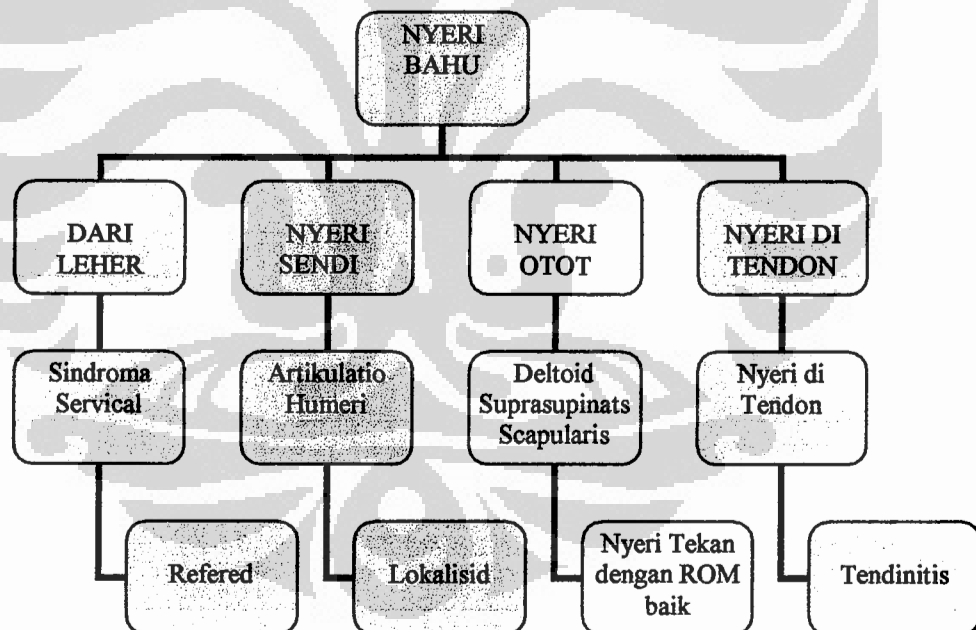 NYERI
BAHU
DARI
LEHER
NYERI
SENDI
NYERI
OTOT
NYERI DI
TENDON
Sindroma
Servical
Artikulatio
Humeri
Deltoid
Suprasupinats
Scapularis
Nyeri di
Tendon
Refered
Lokalisid
Nyeri Tekan
dengan ROM
baik
Tendinitis